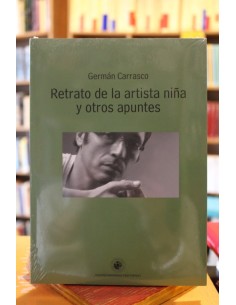 Germán Carrasco
Retrato de la artista niña
y otros apuntes